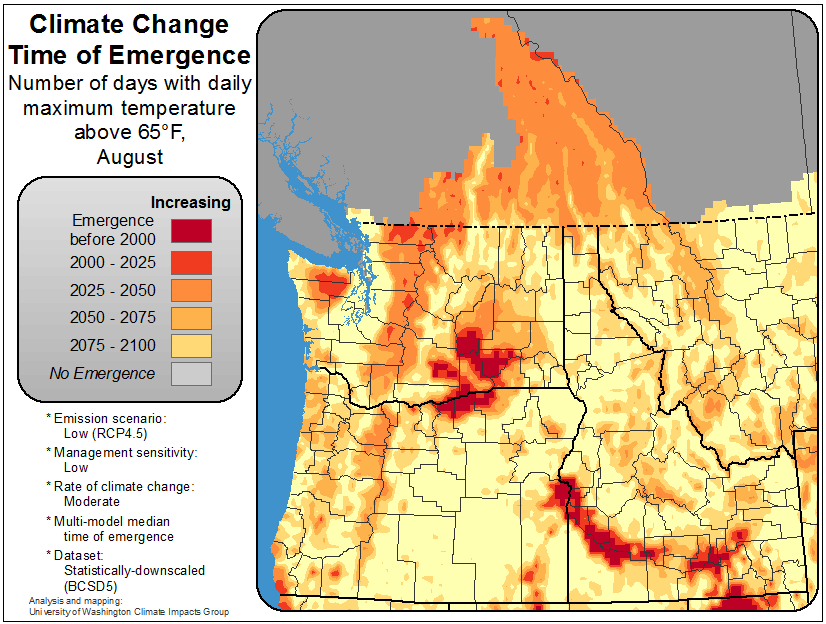 Climate Change
Time of Emergence
Number of days with daily
maximum temperature
above 65°F,
August
Increasing
Emergence
before 2000
2000 - 2025
2025 - 2050
2050 - 2075
2075 - 2100
No Emergence
* Emission scenario:
Low (RCP4.5)
* Management sensitivity:
Low
* Rate of climate change:
Moderate
* Multi-model median
time of emergence
* Dataset:
Statistically-downscaled
(BCSD5)
Analysis and mapping:
University of Washington Climate Impacts Group